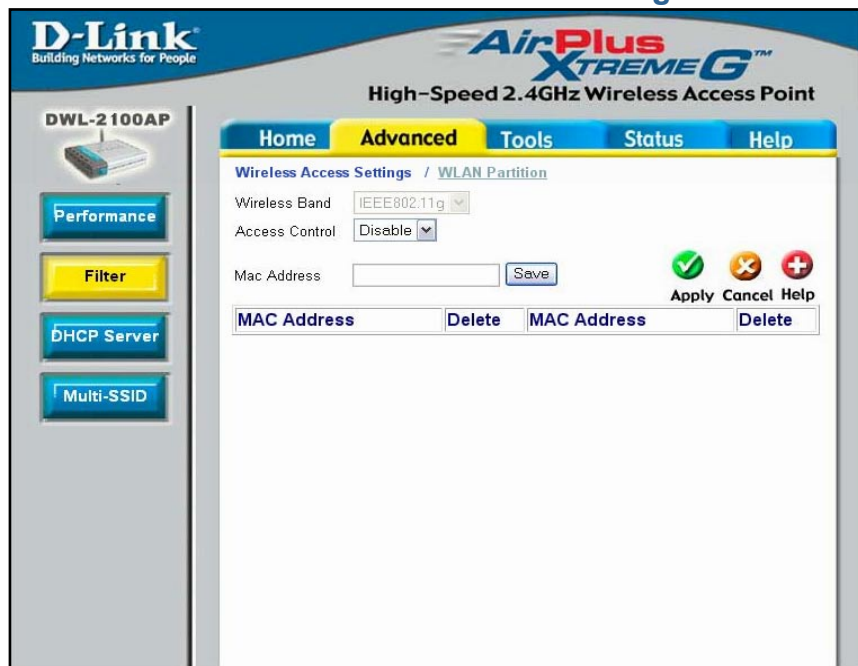 D-Link
Building Networks for People
AirPlus
XTREME G™
High-Speed 2.4GHz Wireless Access Point
DWL-2100AP
Home Advanced Tools Status Help
Performance
Filter
DHCP Server
Multi-SSID
Wireless Access Settings / WLAN Partition
Wireless Band IEEE802.11g
Access Control Disable
Mac Address Save
Apply Cancel Help
MAC Address Delete MAC Address Delete